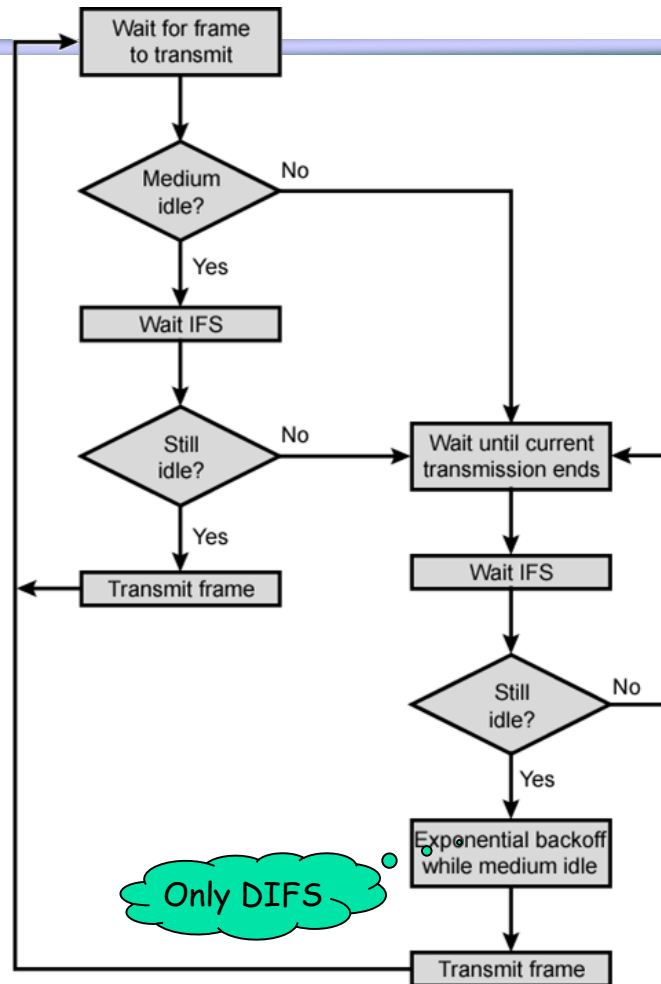 Wait for frame
to transmit
Medium
idle?
No
Yes
Wait IFS
Still
idle?
No
Yes
Transmit frame
Wait until current
transmission ends
Wait IFS
Still
idle?
No
Yes
Exponential backoff
while medium idle
Only DIFS
Transmit frame